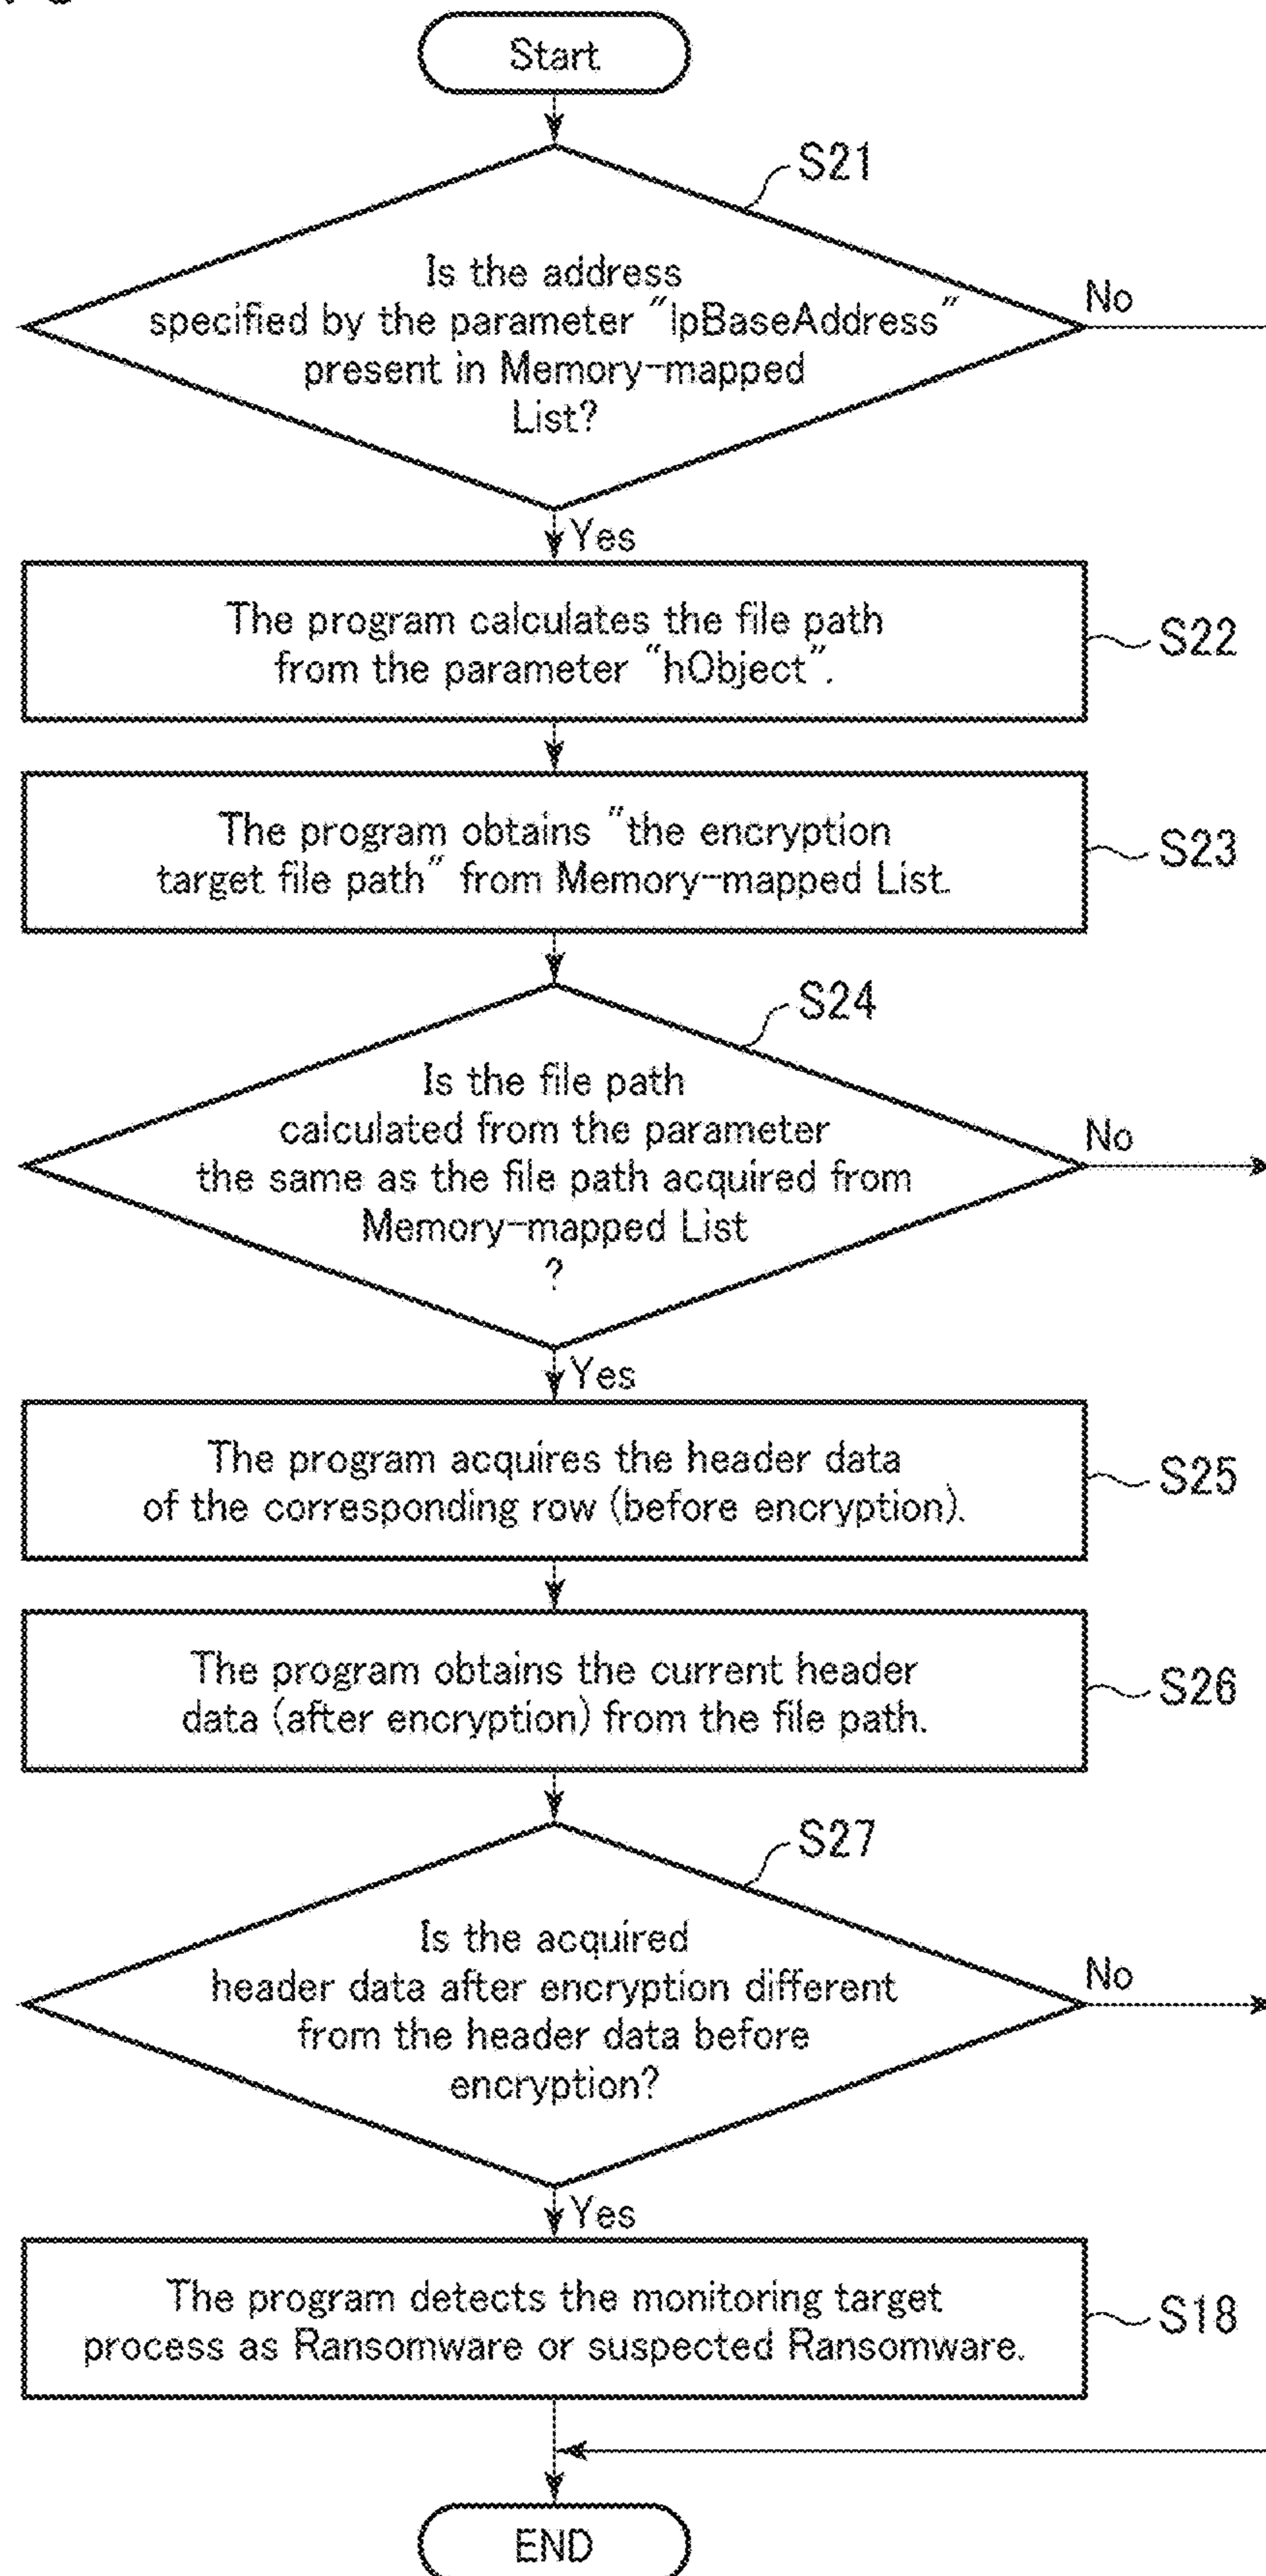 Start
S21
Is the address
specified by the parameter "lpBaseAddress"
present in Memory-mapped
List?
No
Yes
The program calculates the file path
from the parameter "hObject".
S22
The program obtains "the encryption
target file path" from Memory-mapped List.
S23
S24
Is the file path
calculated from the parameter
the same as the file path acquired from
Memory-mapped List
?
No
Yes
The program acquires the header data
of the corresponding row (before encryption).
S25
The program obtains the current header
data (after encryption) from the file path.
S26
S27
Is the acquired
header data after encryption different
from the header data before
encryption?
No
Yes
The program detects the monitoring target
process as Ransomware or suspected Ransomware.
S18
END